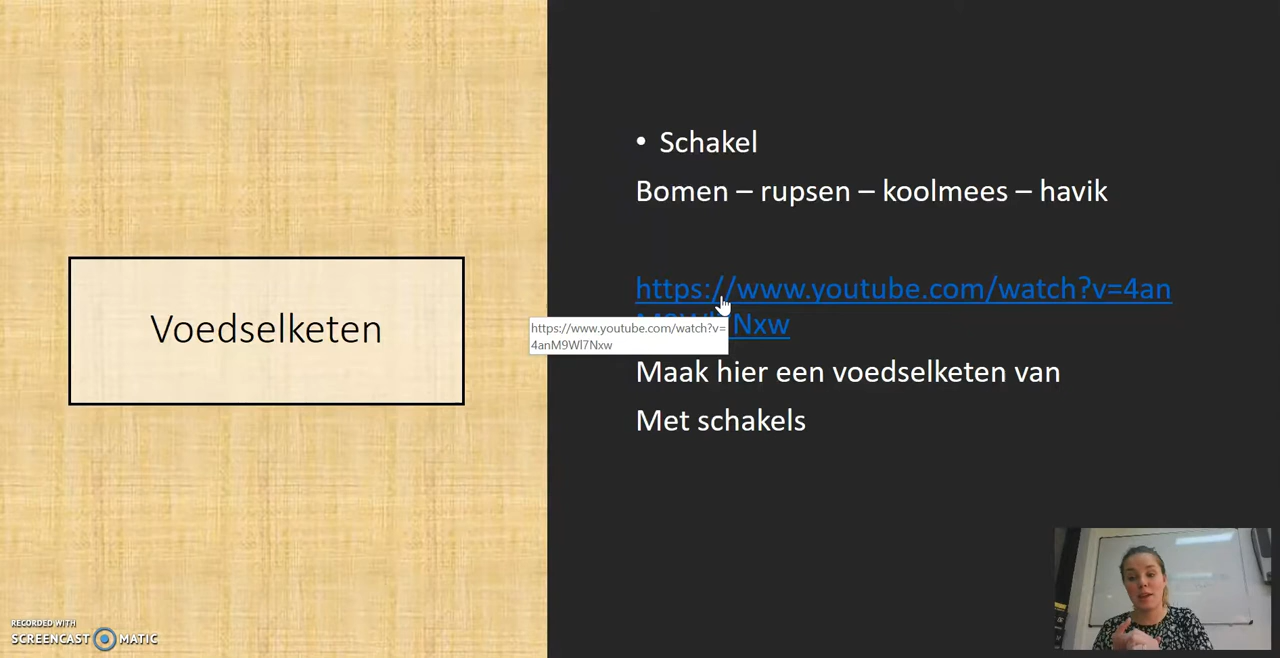 • Schakel
Bomen – rupsen – koolmees – havik
https://www.youtube.com/watch?v=4an
Nxw
https://www.youtube.com/watch?v=
4anM9Wl7Nxw
Voedselketen
Maak hier een voedselketen van
Met schakels
RECORDED WITH
SCREENCAST MATIC